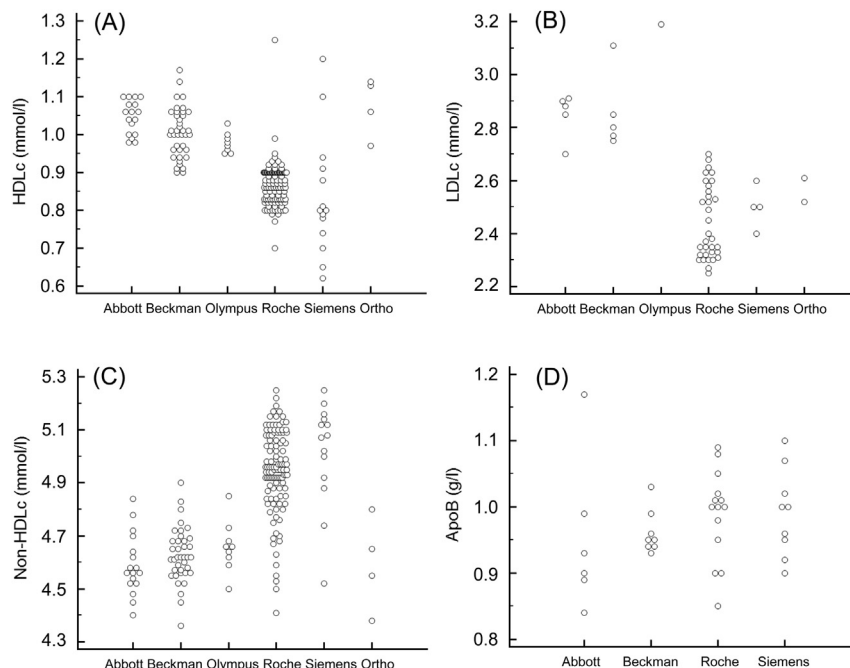 (A)
HDLc (mmol/l)
1.3
1.2
1.1
1.0
0.9
0.8
0.7
0.6
Abbott Beckman Olympus Roche Siemens Ortho
(B)
LDLc (mmo/l)
3.2
3.0
2.8
2.6
2.4
2.2
Abbott Beckman Olympus Roche Siemens Ortho
(C)
Non-HDLc (mmol/l)
5.3
5.1
4.9
4.7
4.5
4.3
Abbott Beckman Olympus Roche Siemens Ortho
(D)
ApoB (g/l)
1.2
1.1
1.0
0.9
0.8
Abbott Beckman Roche Siemens